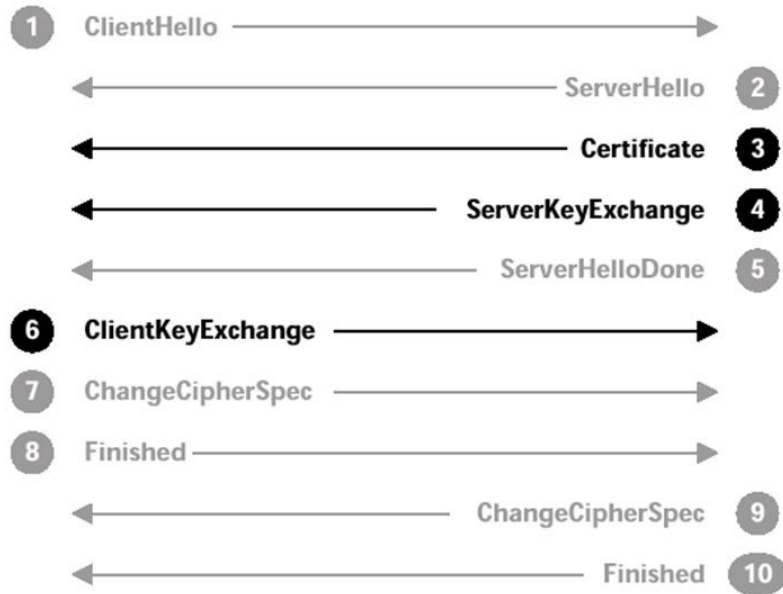 1 ClientHello
ServerHello 2
Certificate 3
ServerKeyExchange 4
ServerHelloDone 5
6 ClientKeyExchange
7 ChangeCipherSpec
8 Finished
ChangeCipherSpec 9
Finished 10